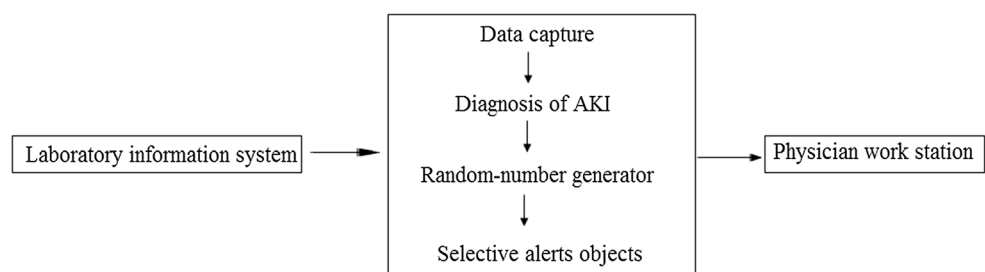 Laboratory information system
Data capture
Diagnosis of AKI
Random-number generator
Selective alerts objects
Physician work station